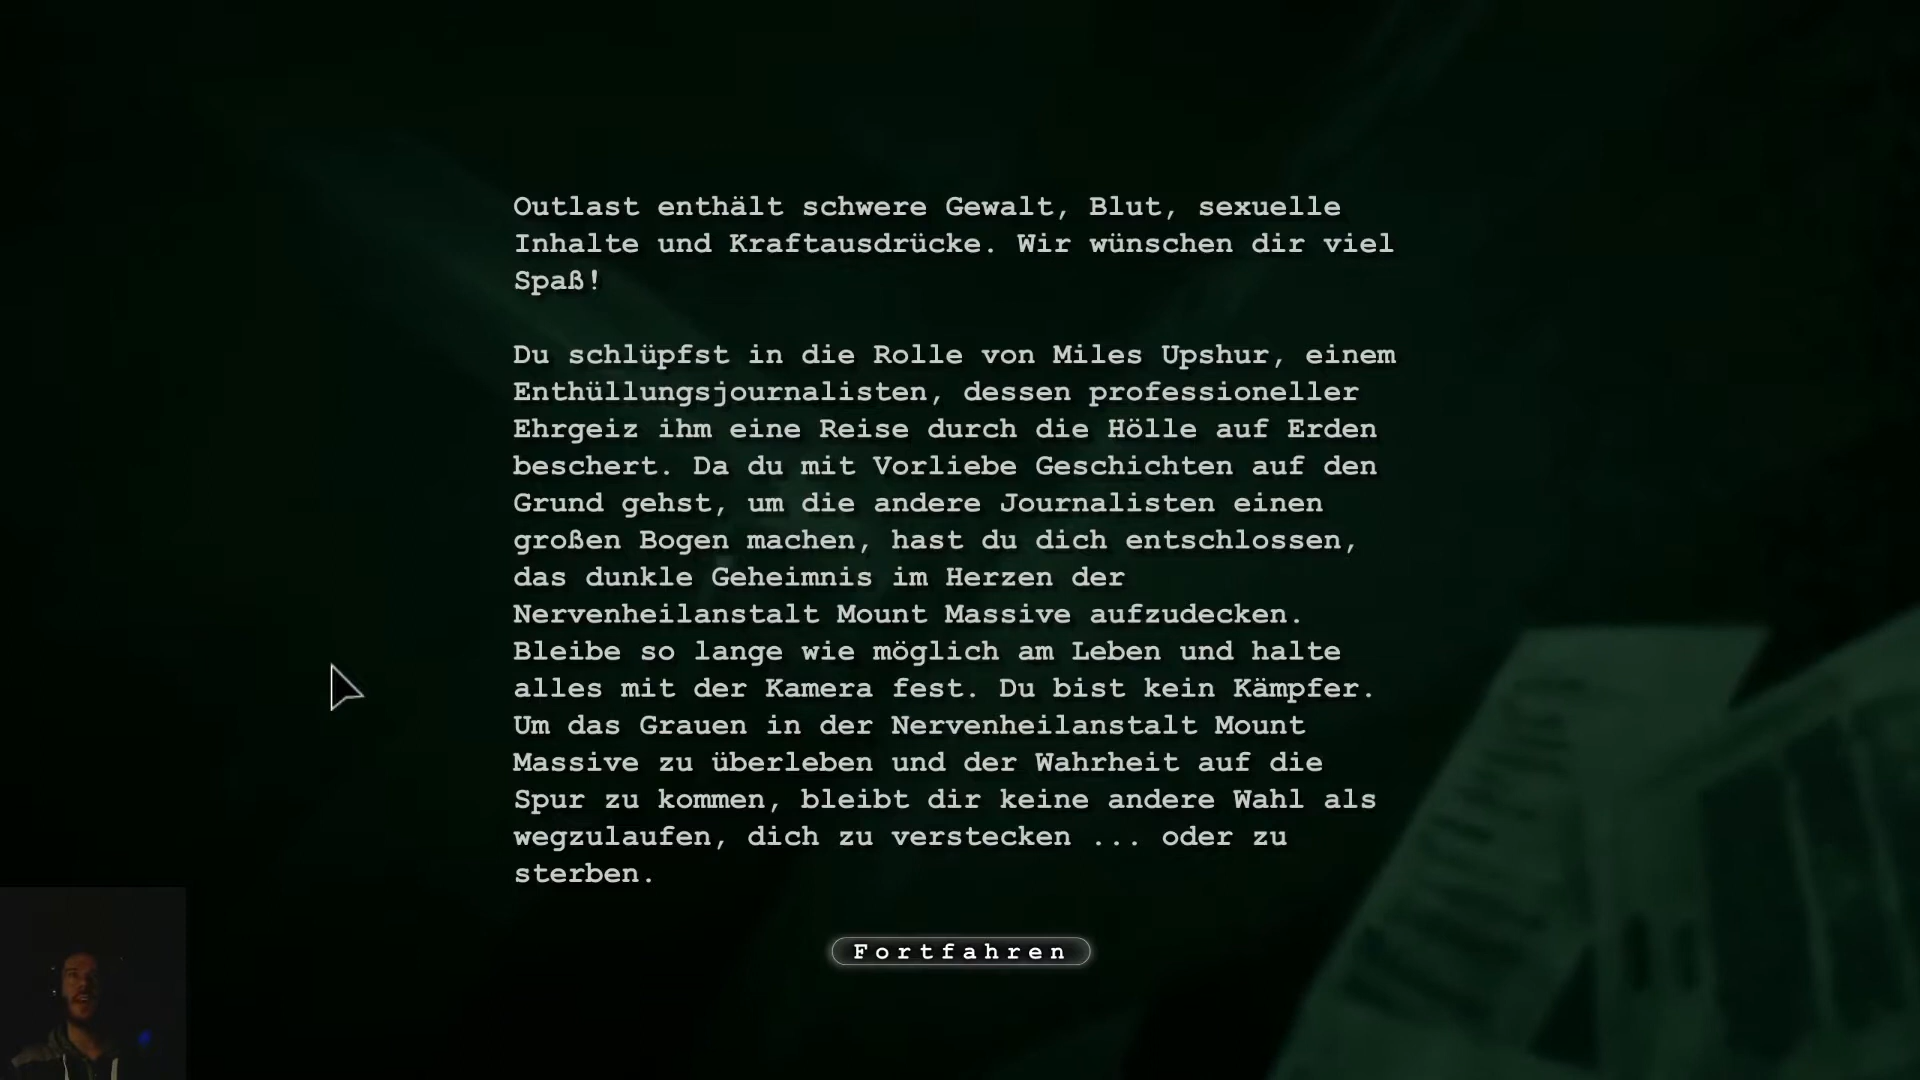 Outlast enthält schwere Gewalt, Blut, sexuelle
Inhalte und Kraftausdrücke. Wir wünschen dir viel
Spaß!
Du schlüpfst in die Rolle von Miles Upshur, einem
Enthüllungsjournalisten, dessen professioneller
Ehrgeiz ihm eine Reise durch die Hölle auf Erden
beschert. Da du mit Vorliebe Geschichten auf den
Grund gehst, um die andere Journalisten einen
großen Bogen machen, hast du dich entschlossen,
das dunkle Geheimnis im Herzen der
Nervenheilanstalt Mount Massive aufzudecken.
Bleibe so lange wie möglich am Leben und halte
alles mit der Kamera fest. Du bist kein Kämpfer.
Um das Grauen in der Nervenheilanstalt Mount
Massive zu überleben und der Wahrheit auf die
Spur zu kommen, bleibt dir keine andere Wahl als
wegzulaufen, dich zu verstecken ... oder zu
sterben.
Fortfahren